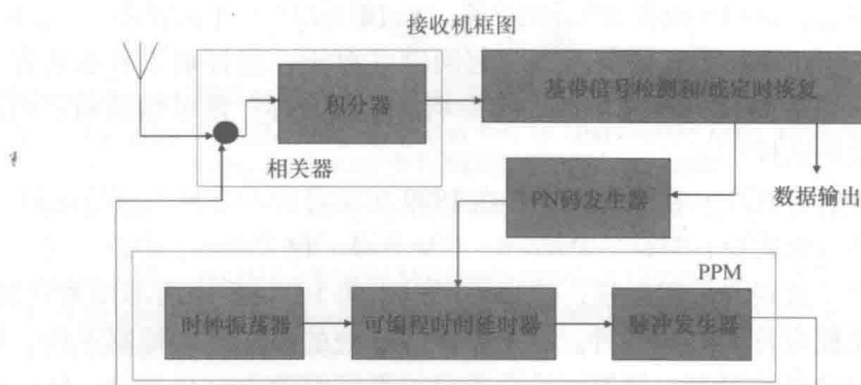 接收机框图
积分器
基带信号检测和/或定时恢复
相关器
PN码发生器
数据输出
PPM
时钟振荡器
可编程时间延时器
脉冲发生器